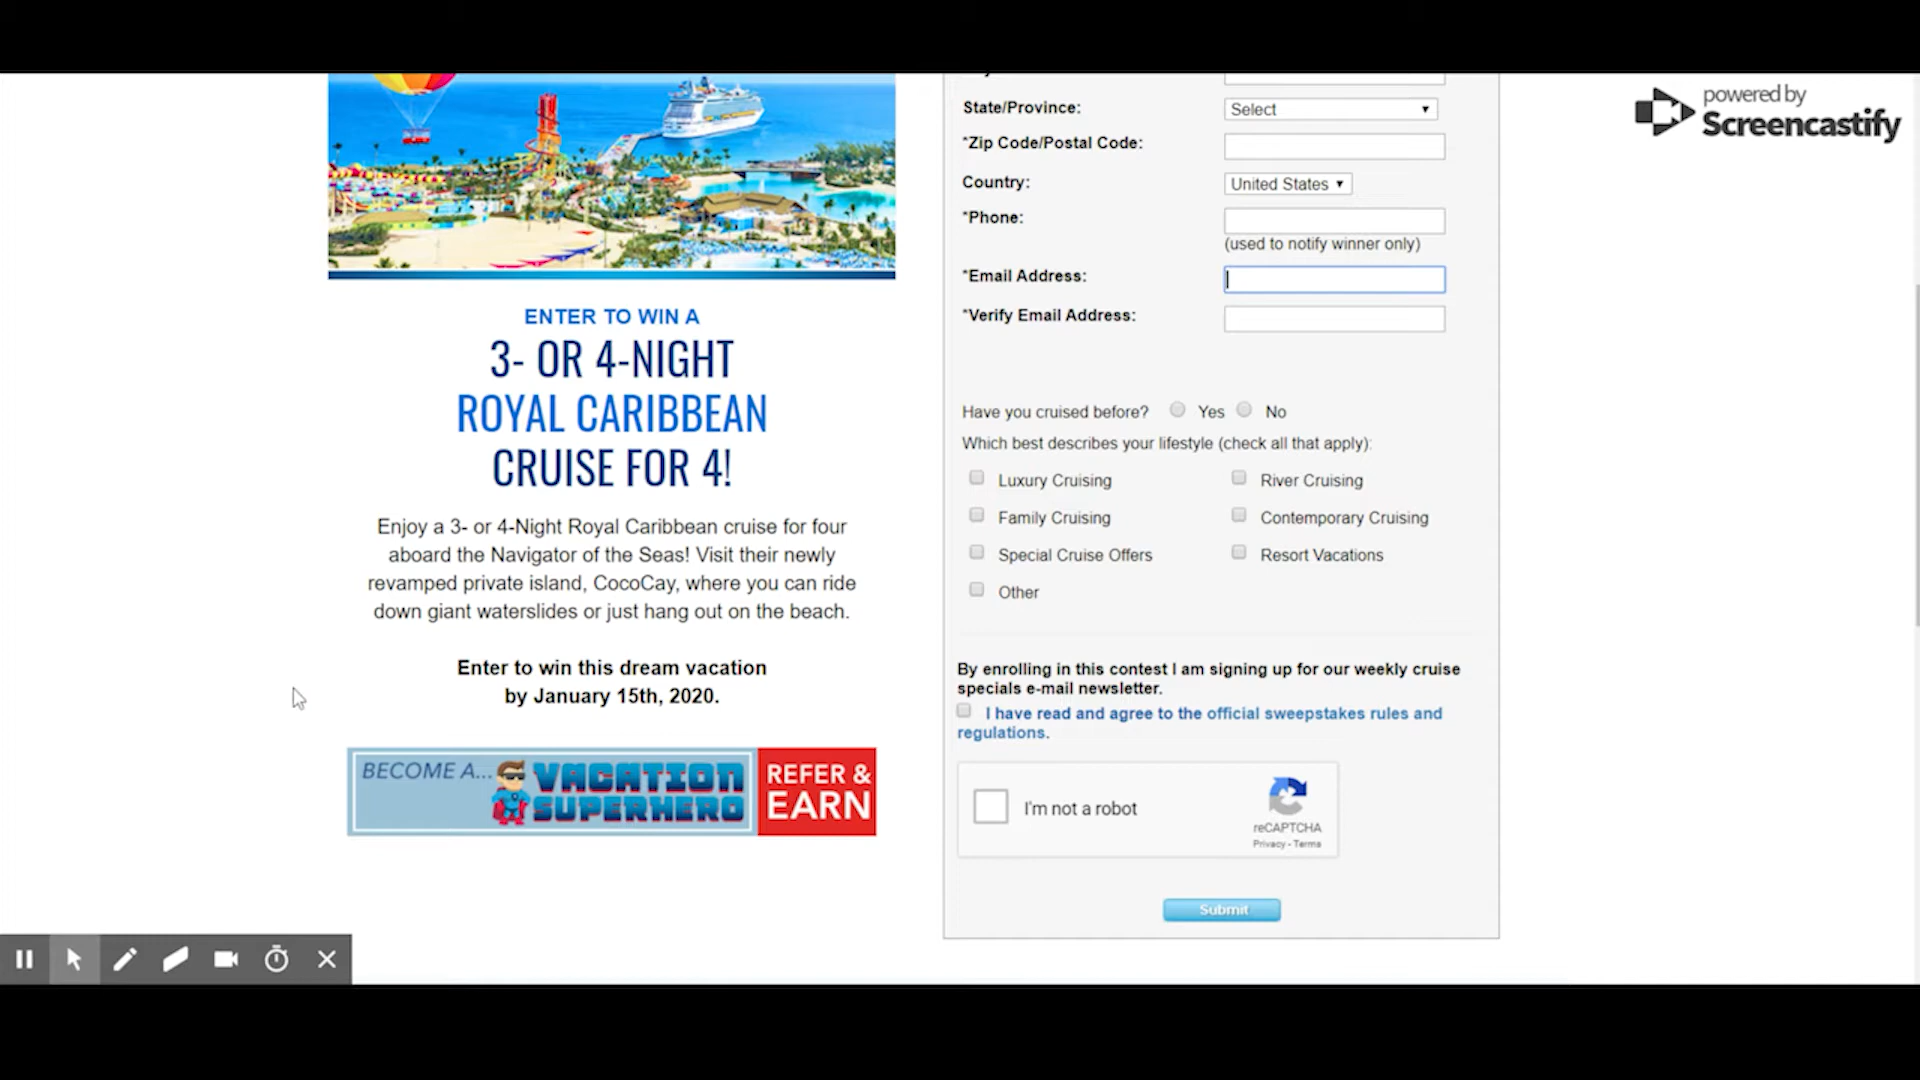 powered by
Screencastify
State/Province:
Select
*Zip Code/Postal Code:
Country:
United States
*Phone:
(used to notify winner only)
*Email Address:
*Verify Email Address:
Have you cruised before?
Yes
No
Which best describes your lifestyle (check all that apply):
Luxury Cruising
River Cruising
Family Cruising
Contemporary Cruising
Special Cruise Offers
Resort Vacations
Other
By enrolling in this contest I am signing up for our weekly cruise
specials e-mail newsletter.
I have read and agree to the official sweepstakes rules and
regulations.
I'm not a robot
reCAPTCHA
Privacy - Terms
Submit
ENTER TO WIN A
3- OR 4-NIGHT
ROYAL CARIBBEAN
CRUISE FOR 4!
Enjoy a 3- or 4-Night Royal Caribbean cruise for four
aboard the Navigator of the Seas! Visit their newly
revamped private island, CocoCay, where you can ride
down giant waterslides or just hang out on the beach.
Enter to win this dream vacation
by January 15th, 2020.
BECOME A...
VACATION
SUPERHERO
REFER &
EARN